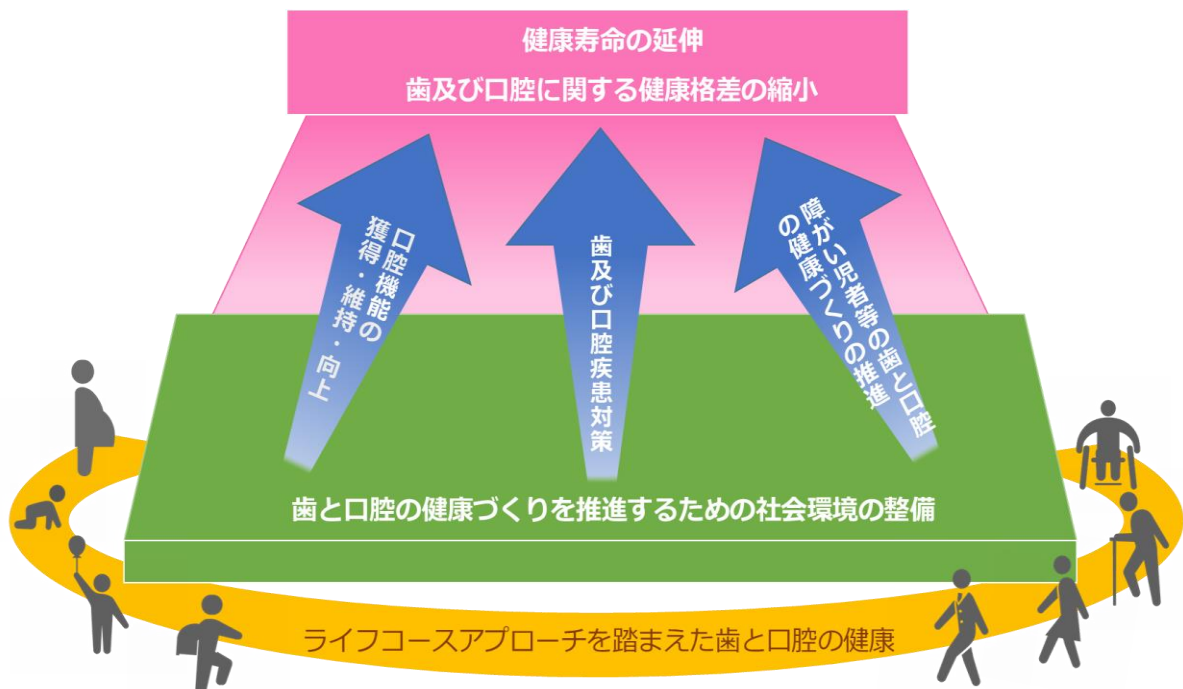 健康寿命の延伸
歯及び口腔に関する健康格差の縮小
口腔機能の
獲得・維持・向上
歯及び口腔疾患対策
障がい児者等の歯と口腔
の健康づくりの推進
歯と口腔の健康づくりを推進するための社会環境の整備
ライフコースアプローチを踏まえた歯と口腔の健康